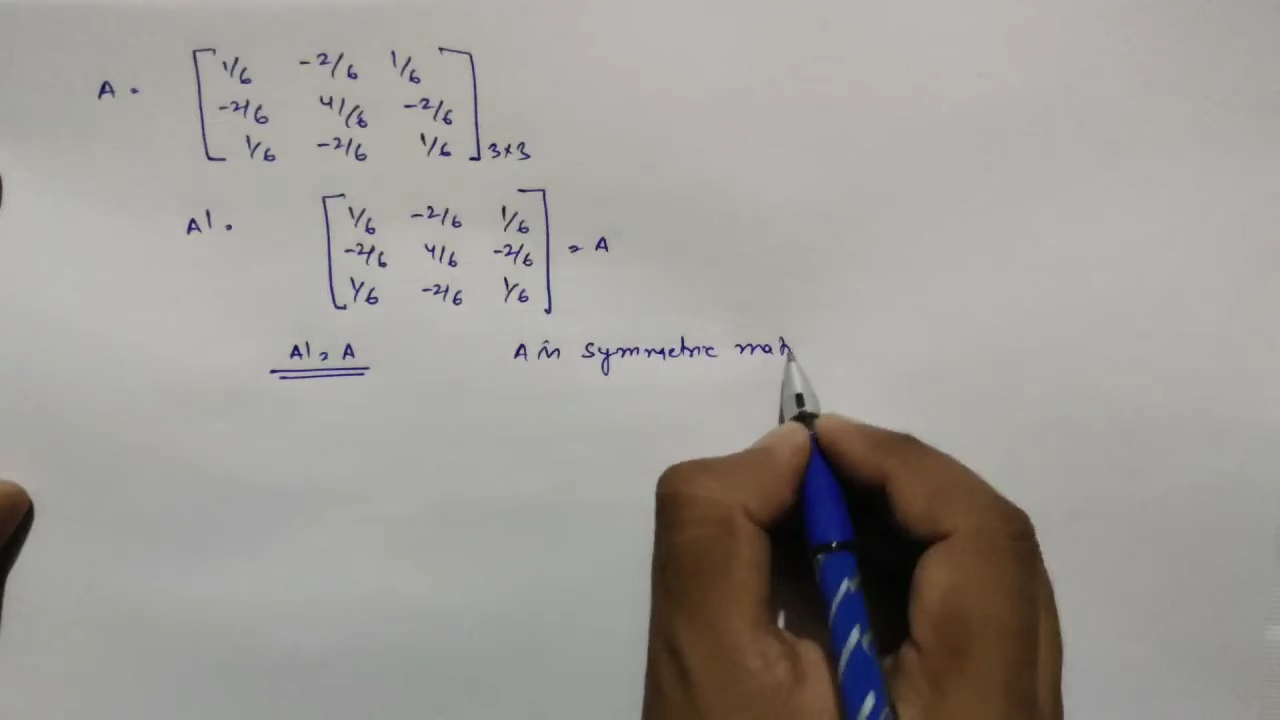 A = [ 1/6 -2/6 1/6
-2/6 4/6 -2/6
1/6 -2/6 1/6 ] 3×3
A' = [ 1/6 -2/6 1/6
-2/6 4/6 -2/6 = A
1/6 -2/6 1/6 ]
A' = A A is symmetric mat